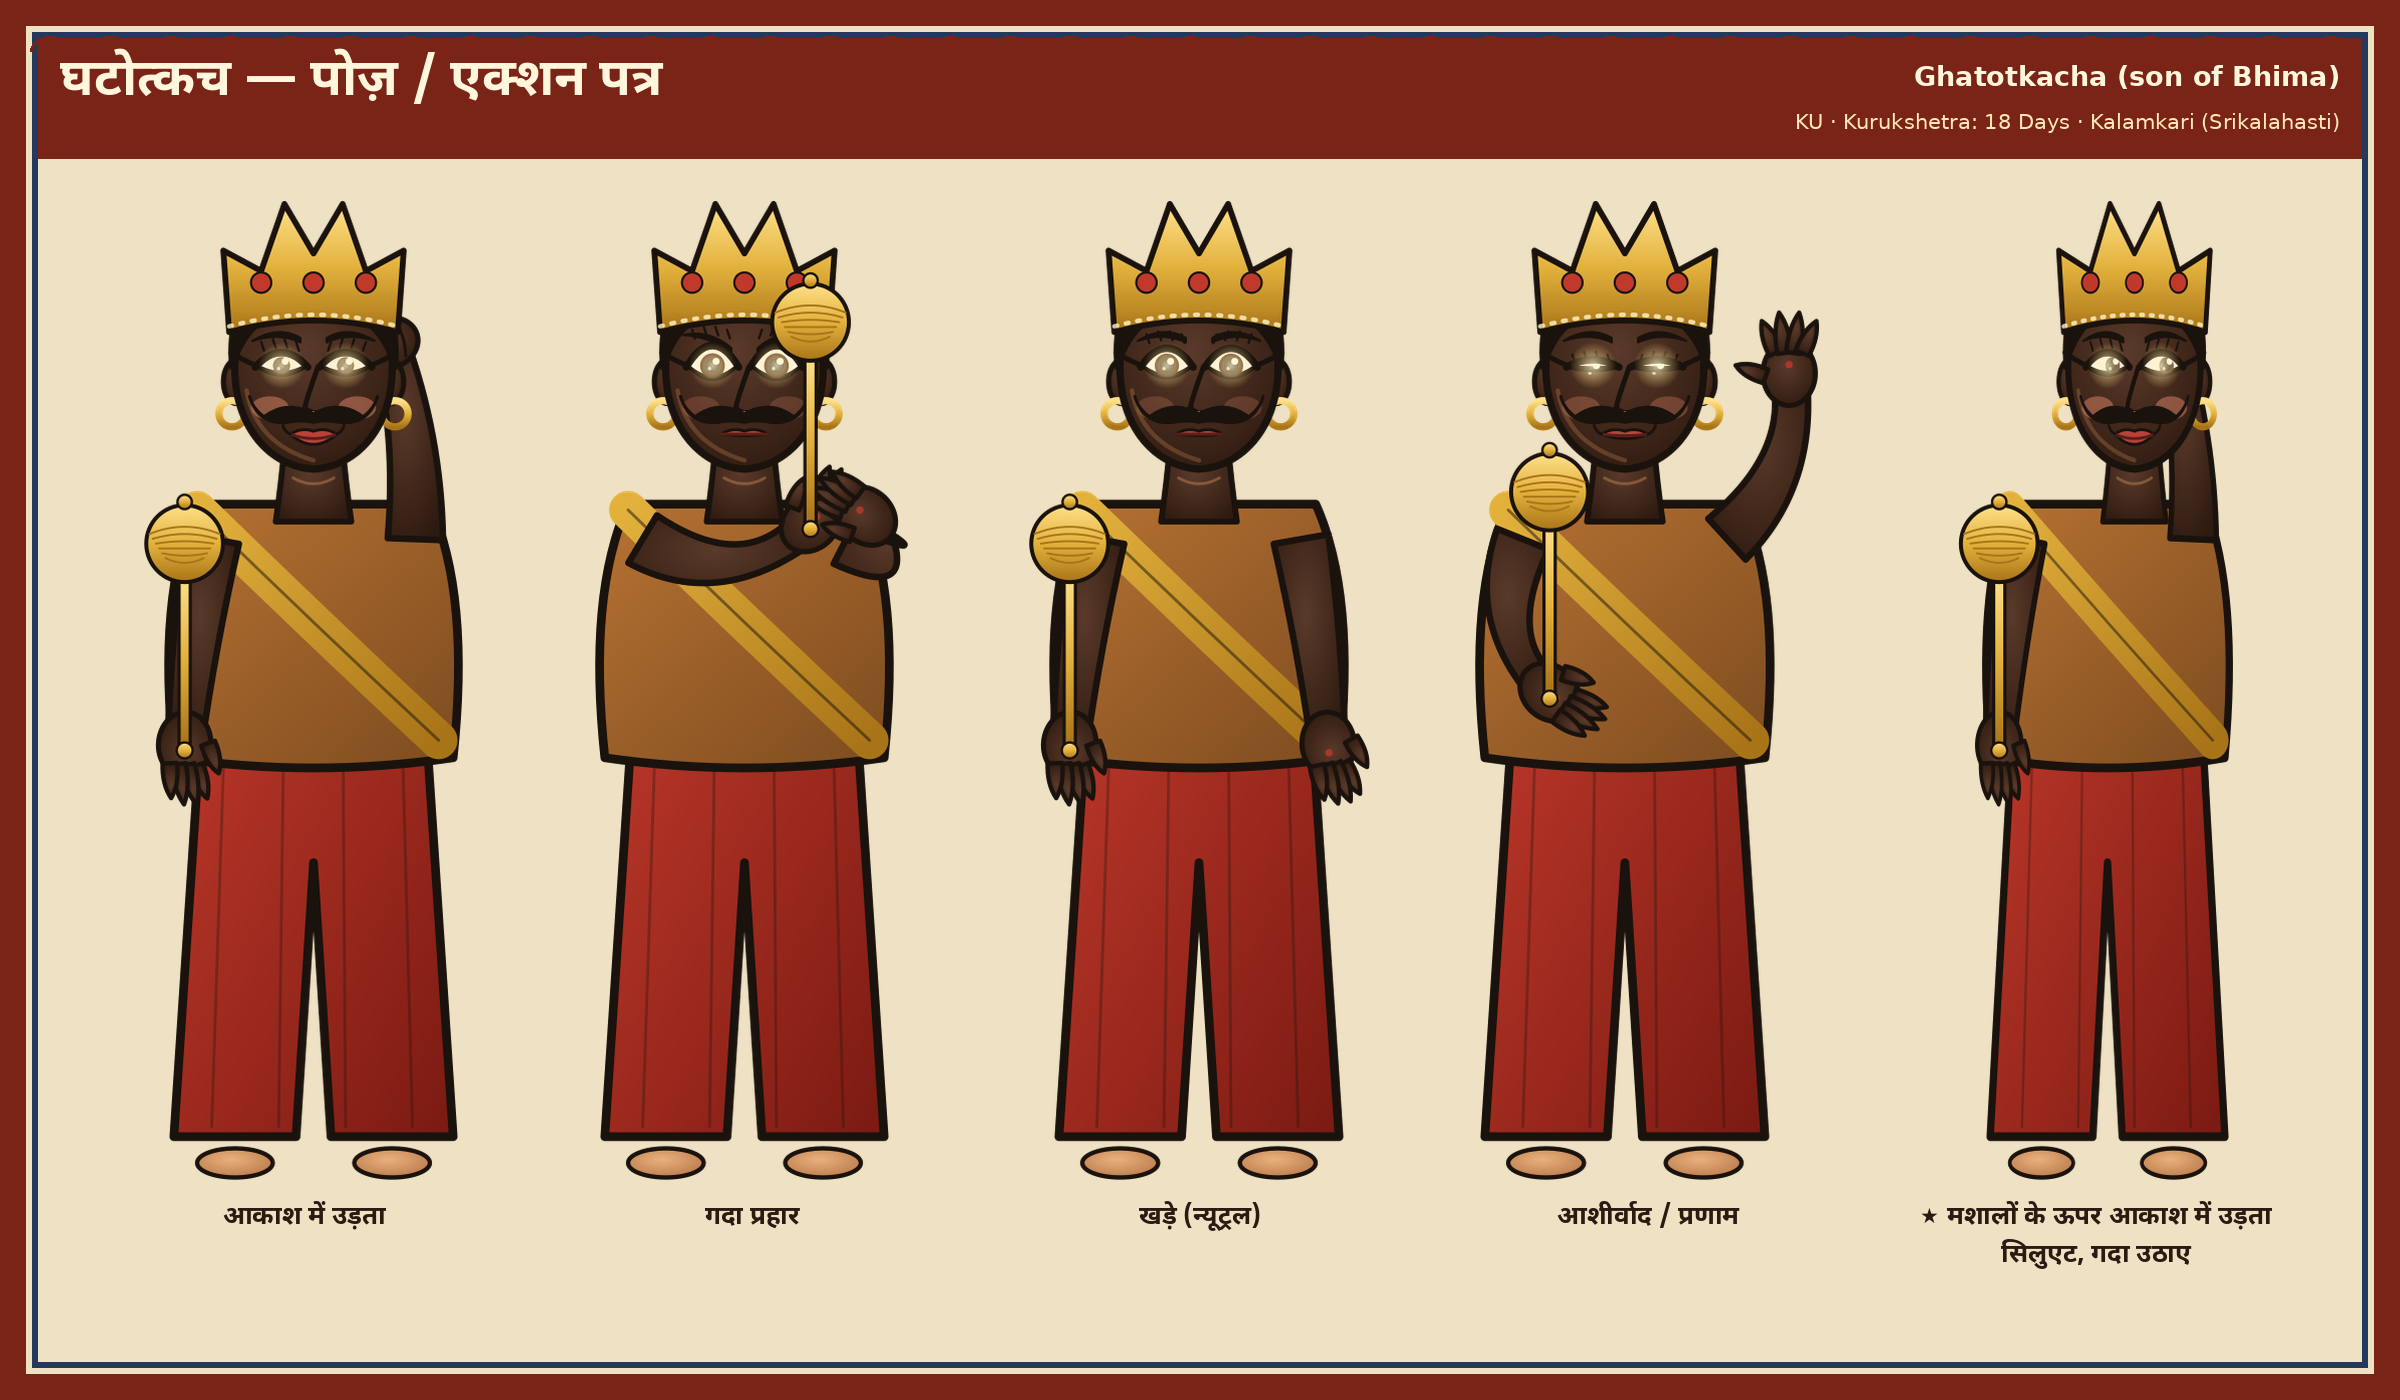 घटोत्कच — पोज़ / एक्शन पत्र
Ghatotkacha (son of Bhima)
KU · Kurukshetra: 18 Days · Kalamkari (Srikalahasti)
आकाश में उड़ता
गदा प्रहार
खड़े (न्यूट्रल)
आशीर्वाद / प्रणाम
★ मशालों के ऊपर आकाश में उड़ता
सिलुएट, गदा उठाए